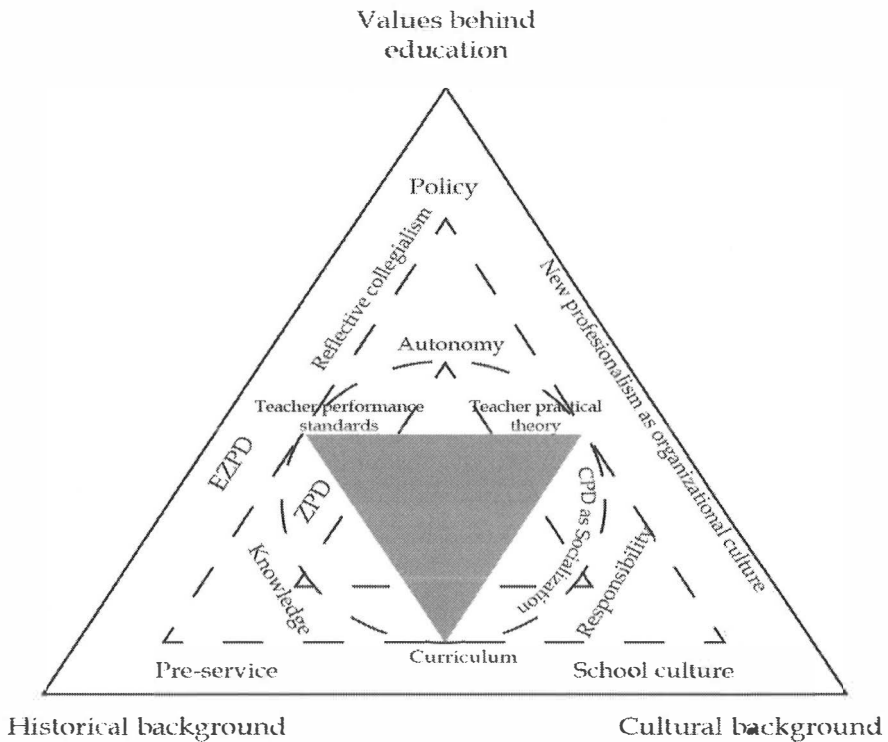 Values behind
education
Policy
Reflective collegialism
New profesionalism as organizational culture
Autonomy
Teacher performance
standards
Teacher practical
theory
EZPD
ZPD
CPD as Socialization
Knowledge
Responsibility
Curriculum
Pre-service
School culture
Historical background
Cultural background